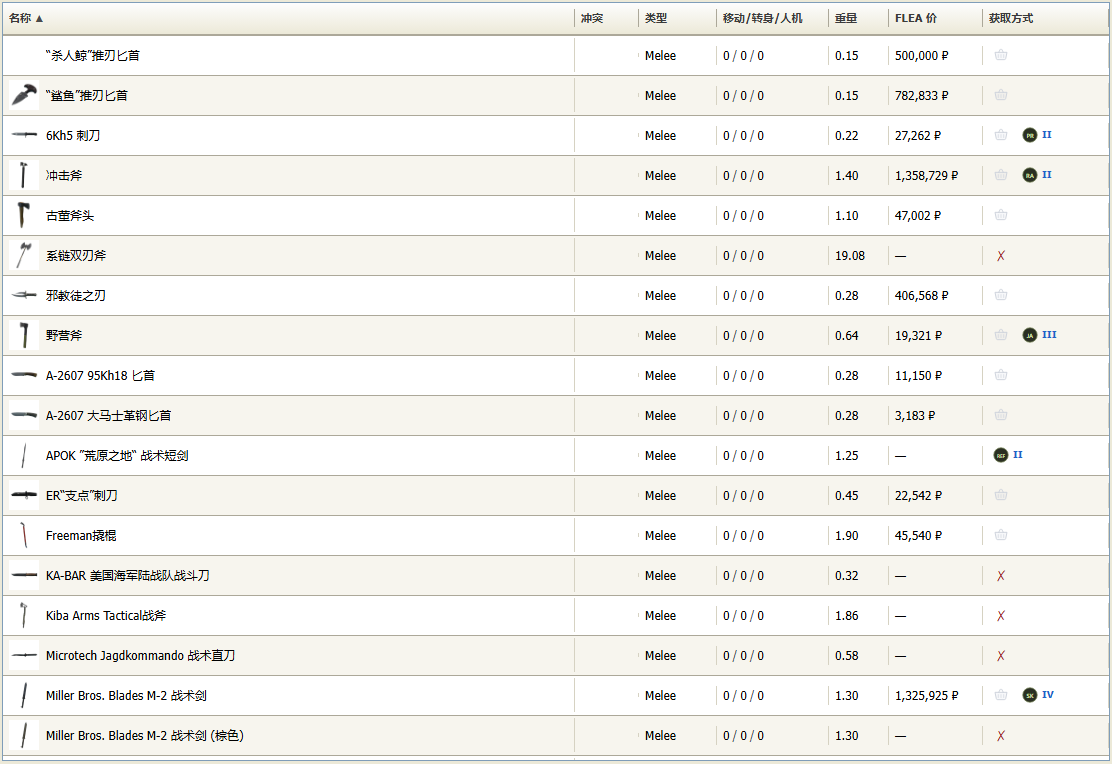 名称 ▲ 冲突 类型 移动/转身/人机 重量 FLEA 价 获取方式
“杀人鲸”推刃匕首 Melee 0 / 0 / 0 0.15 500,000 ₽
“鲨鱼”推刃匕首 Melee 0 / 0 / 0 0.15 782,833 ₽
6Kh5 刺刀 Melee 0 / 0 / 0 0.22 27,262 ₽ PR II
冲击斧 Melee 0 / 0 / 0 1.40 1,358,729 ₽ RA II
古董斧头 Melee 0 / 0 / 0 1.10 47,002 ₽
系链双刃斧 Melee 0 / 0 / 0 19.08 — ✗
邪教徒之刃 Melee 0 / 0 / 0 0.28 406,568 ₽
野营斧 Melee 0 / 0 / 0 0.64 19,321 ₽ JA III
A-2607 95Kh18 匕首 Melee 0 / 0 / 0 0.28 11,150 ₽
A-2607 大马士革钢匕首 Melee 0 / 0 / 0 0.28 3,183 ₽
APOK ”荒原之地“ 战术短剑 Melee 0 / 0 / 0 1.25 — REF II
ER“支点”刺刀 Melee 0 / 0 / 0 0.45 22,542 ₽
Freeman撬棍 Melee 0 / 0 / 0 1.90 45,540 ₽
KA-BAR 美国海军陆战队战斗刀 Melee 0 / 0 / 0 0.32 — ✗
Kiba Arms Tactical战斧 Melee 0 / 0 / 0 1.86 — ✗
Microtech Jagdkommando 战术直刀 Melee 0 / 0 / 0 0.58 — ✗
Miller Bros. Blades M-2 战术剑 Melee 0 / 0 / 0 1.30 1,325,925 ₽ SK IV
Miller Bros. Blades M-2 战术剑 (棕色) Melee 0 / 0 / 0 1.30 — ✗